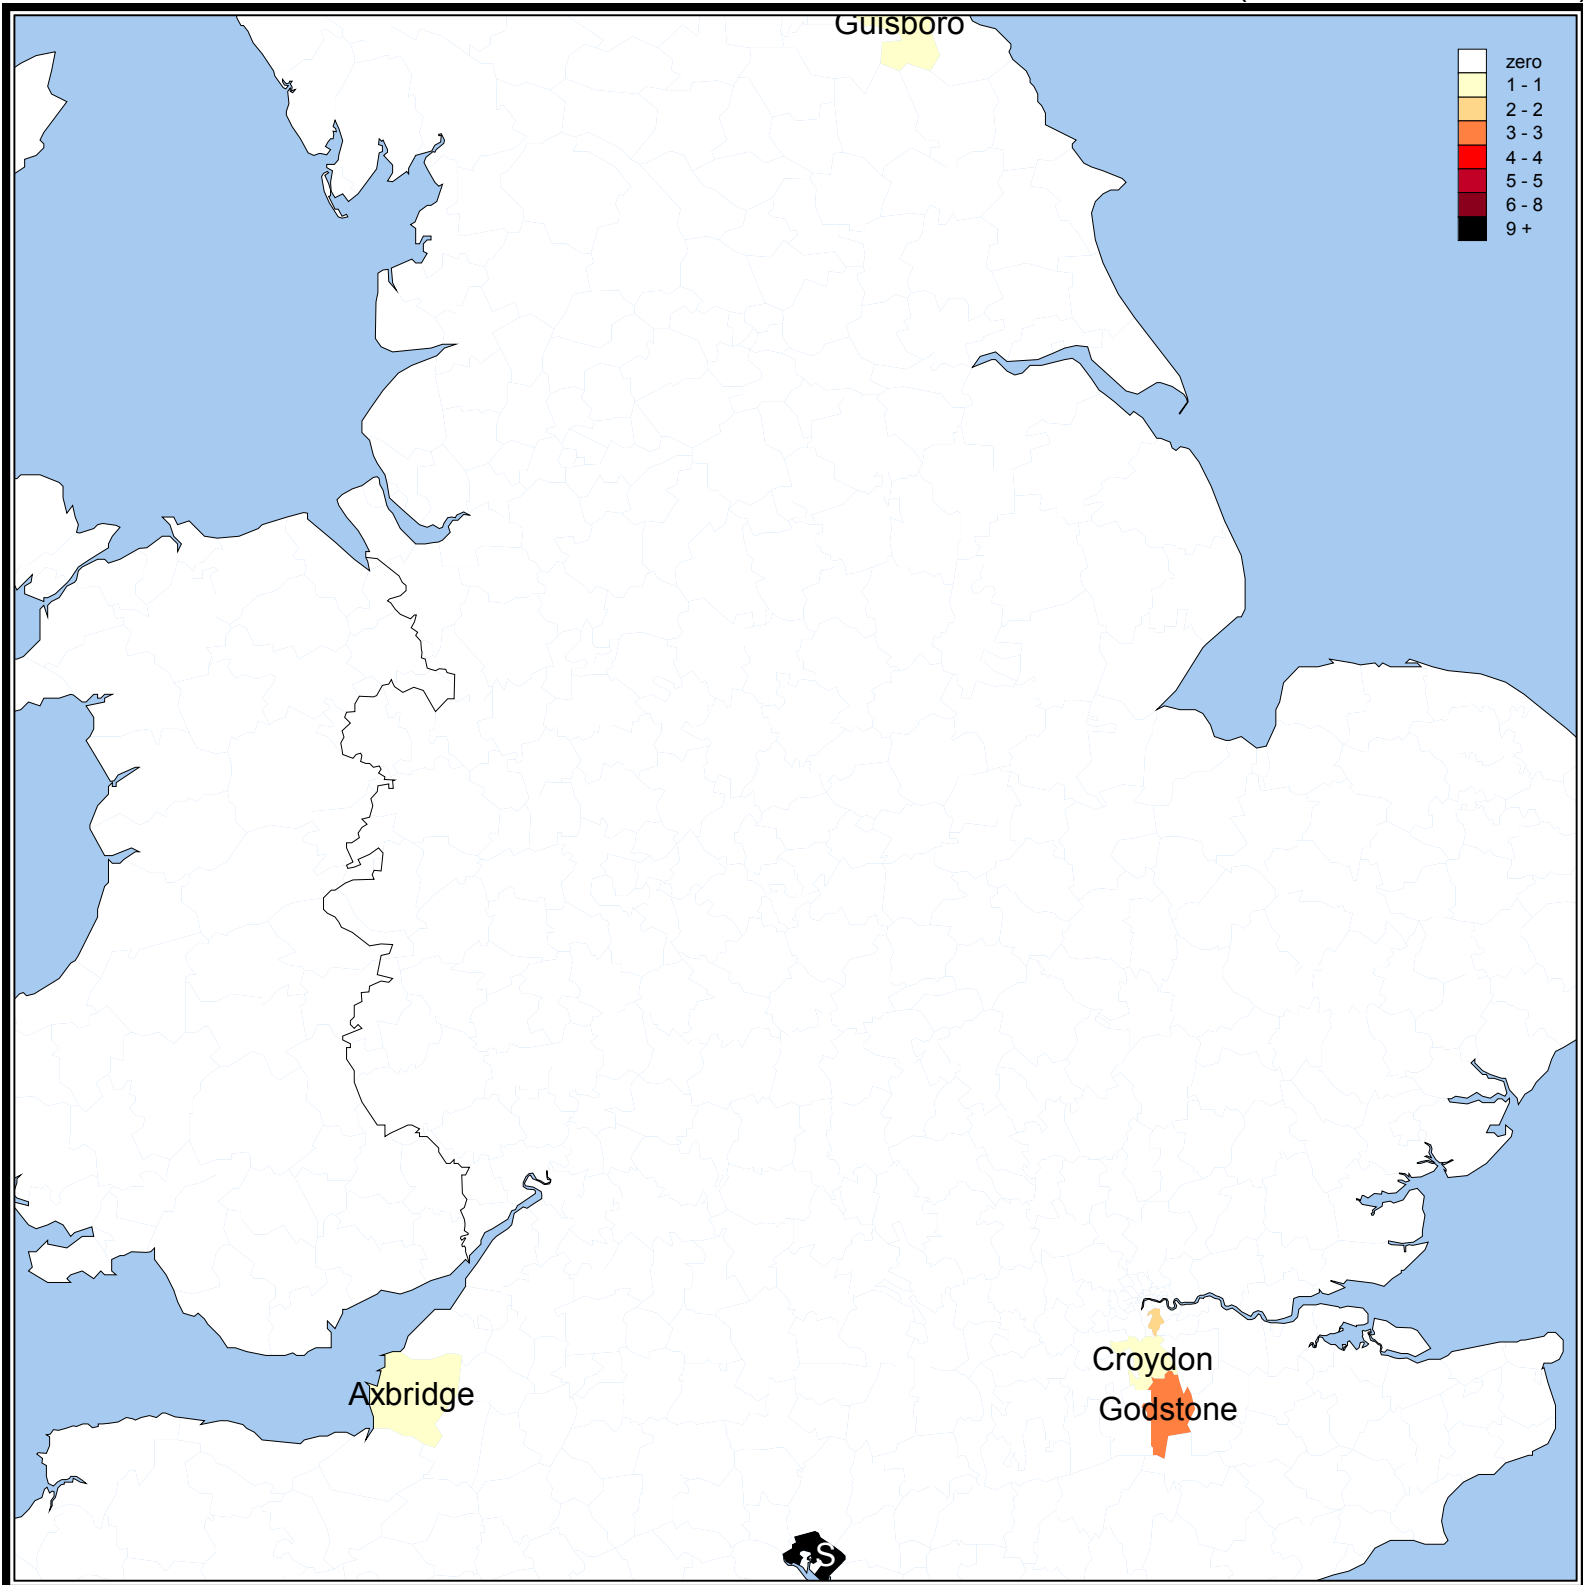 Guisboro
zero
1 - 1
2 - 2
3 - 3
4 - 4
5 - 5
6 - 8
9 +
Croydon
Axbridge
Godstone
S